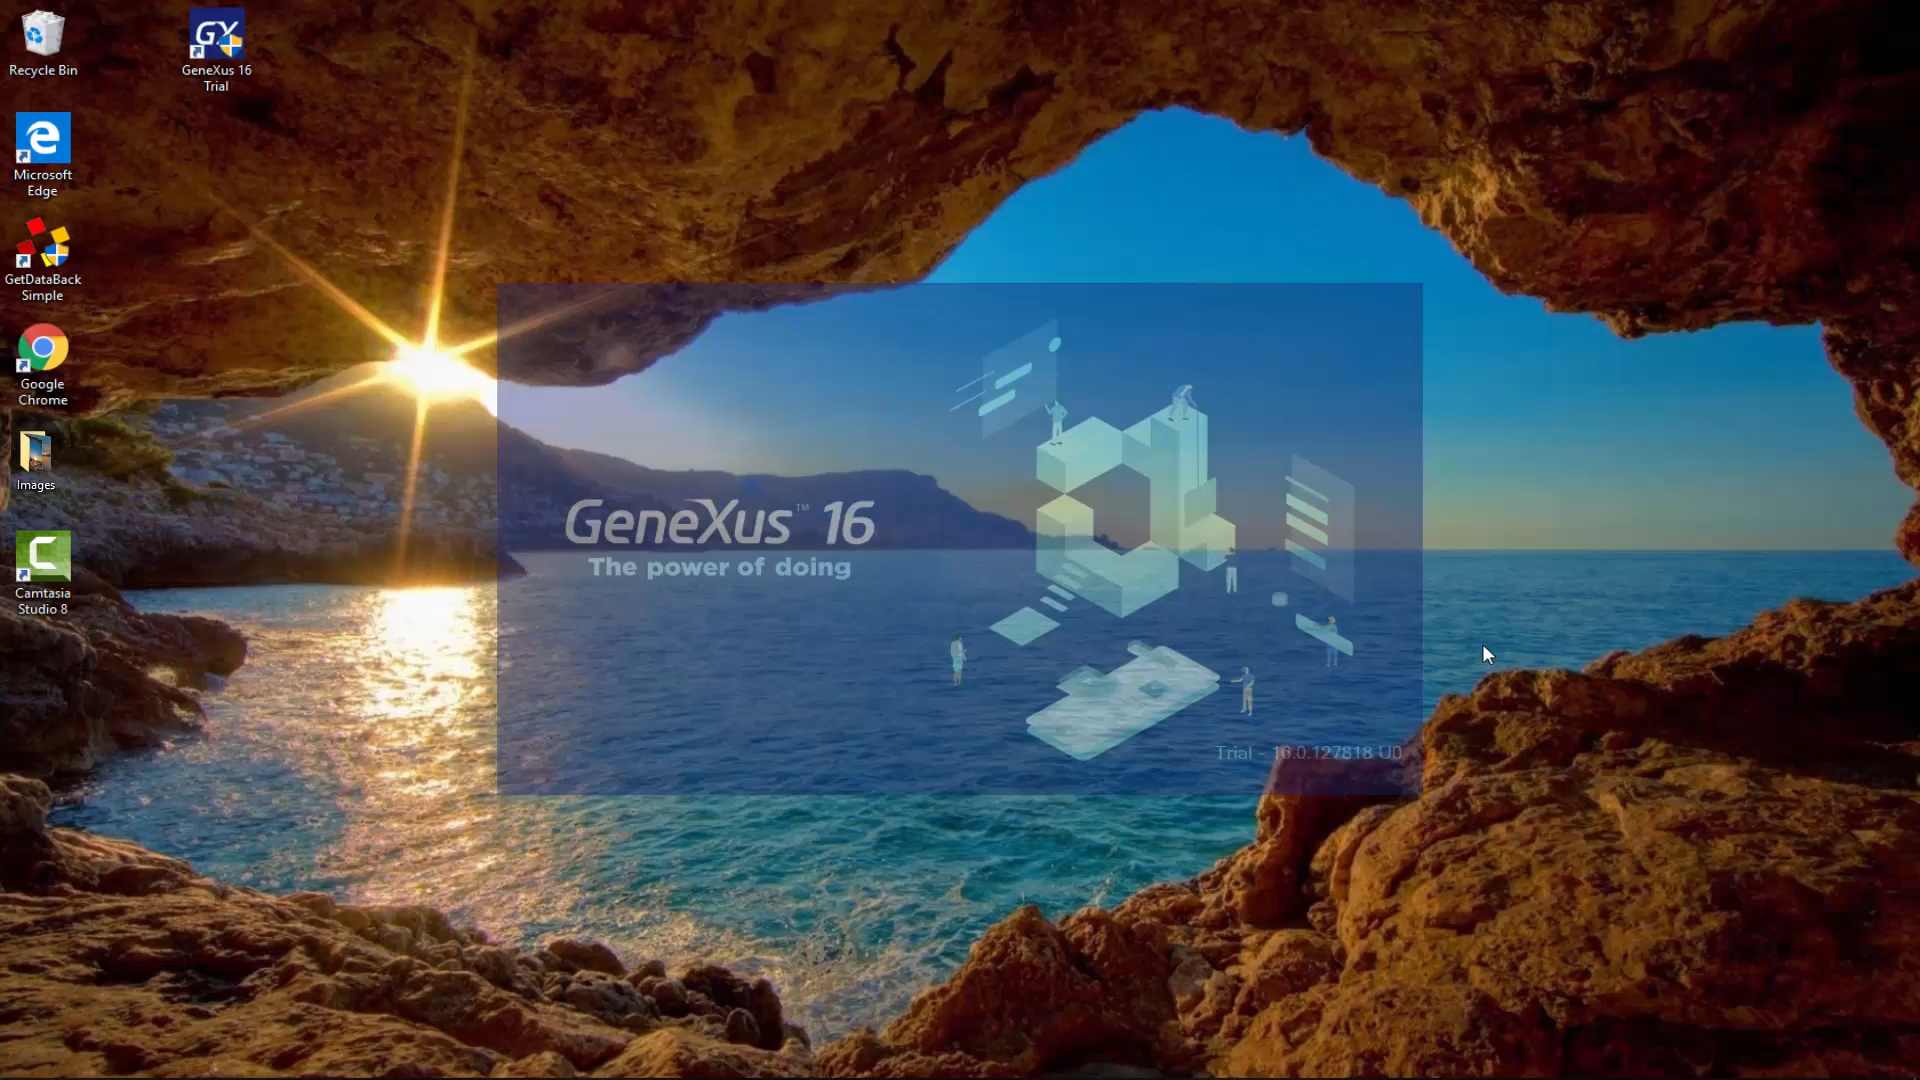 Recycle Bin
GeneXus 16
Trial
Microsoft
Edge
GetDataBack
Simple
Google
Chrome
Images
Camtasia
Studio 8
GX
GeneXus™ 16
The power of doing
Trial - 16.0.127818 U0